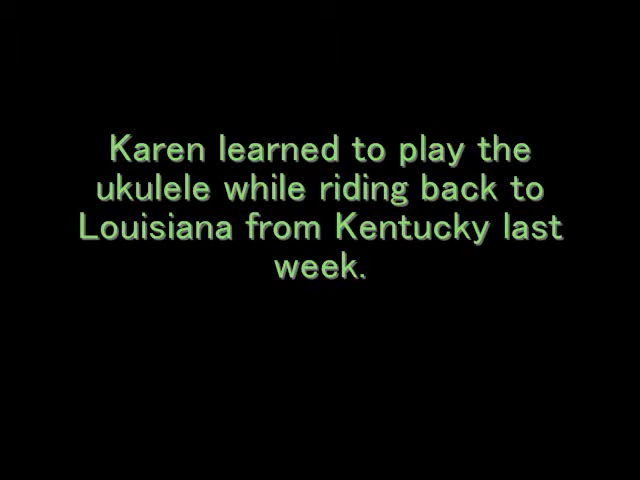 Karen learned to play the
ukulele while riding back to
Louisiana from Kentucky last
week.